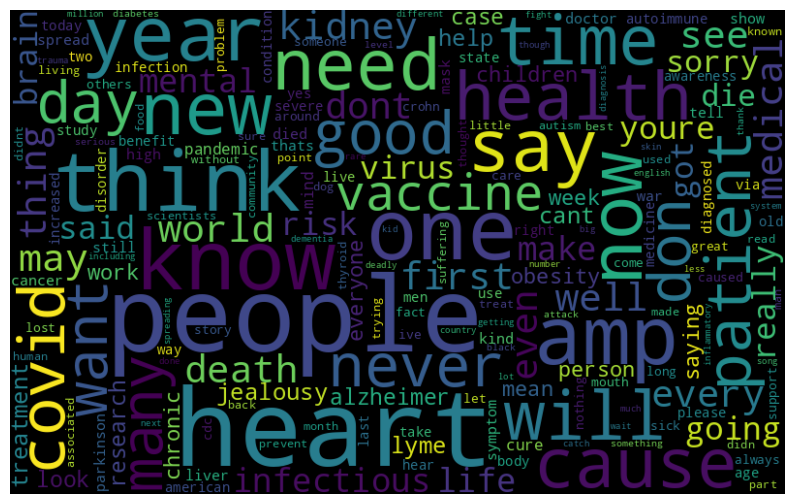 today
million
diabetes
year
kidney
different
fight
though
case
doctor
autoimmune
show
known
spread
two
problem
someone
level
time
see
trauma
living
infection
condition
help
state
sorry
brain
others
mental
need
mask
children
awareness
die
day
new
food
severe
yes
crohn
health
diagnosis
tell
thank
medical
study
died
around
dont
thought
didnt
benefit
thats
sure
little
autism
best
skin
youre
serious
pandemic
without
point
good
say
used
english
thing
disorder
high
community
live
virus
care
got
diagnosed
via
increased
think
mind
dog
rare
vaccine
week
war
medicine
old
system
scientists
cant
now
don
patient
said
world
risk
one
right
make
great
read
including
still
dementia
kid
deadly
suffering
come
big
less
may
work
know
thyroid
everyone
first
obesity
number
caused
man
really
cancer
men
use
even
well
made
covid
want
lost
people
trying
fact
treat
kind
attack
amp
saying
inflammatory
song
human
spreading
story
ive
country
getting
black
person
long
way
death
never
mouth
every
support
treatment
many
jealousy
let
mean
nothing
please
associated
done
back
alzheimer
lot
will
much
sick
didn
parkinson
research
chronic
heart
take
lyme
symptom
cure
wait
going
next
cdc
month
last
hear
body
catch
something
always
look
liver
prevent
infectious
life
cause
age
american
part